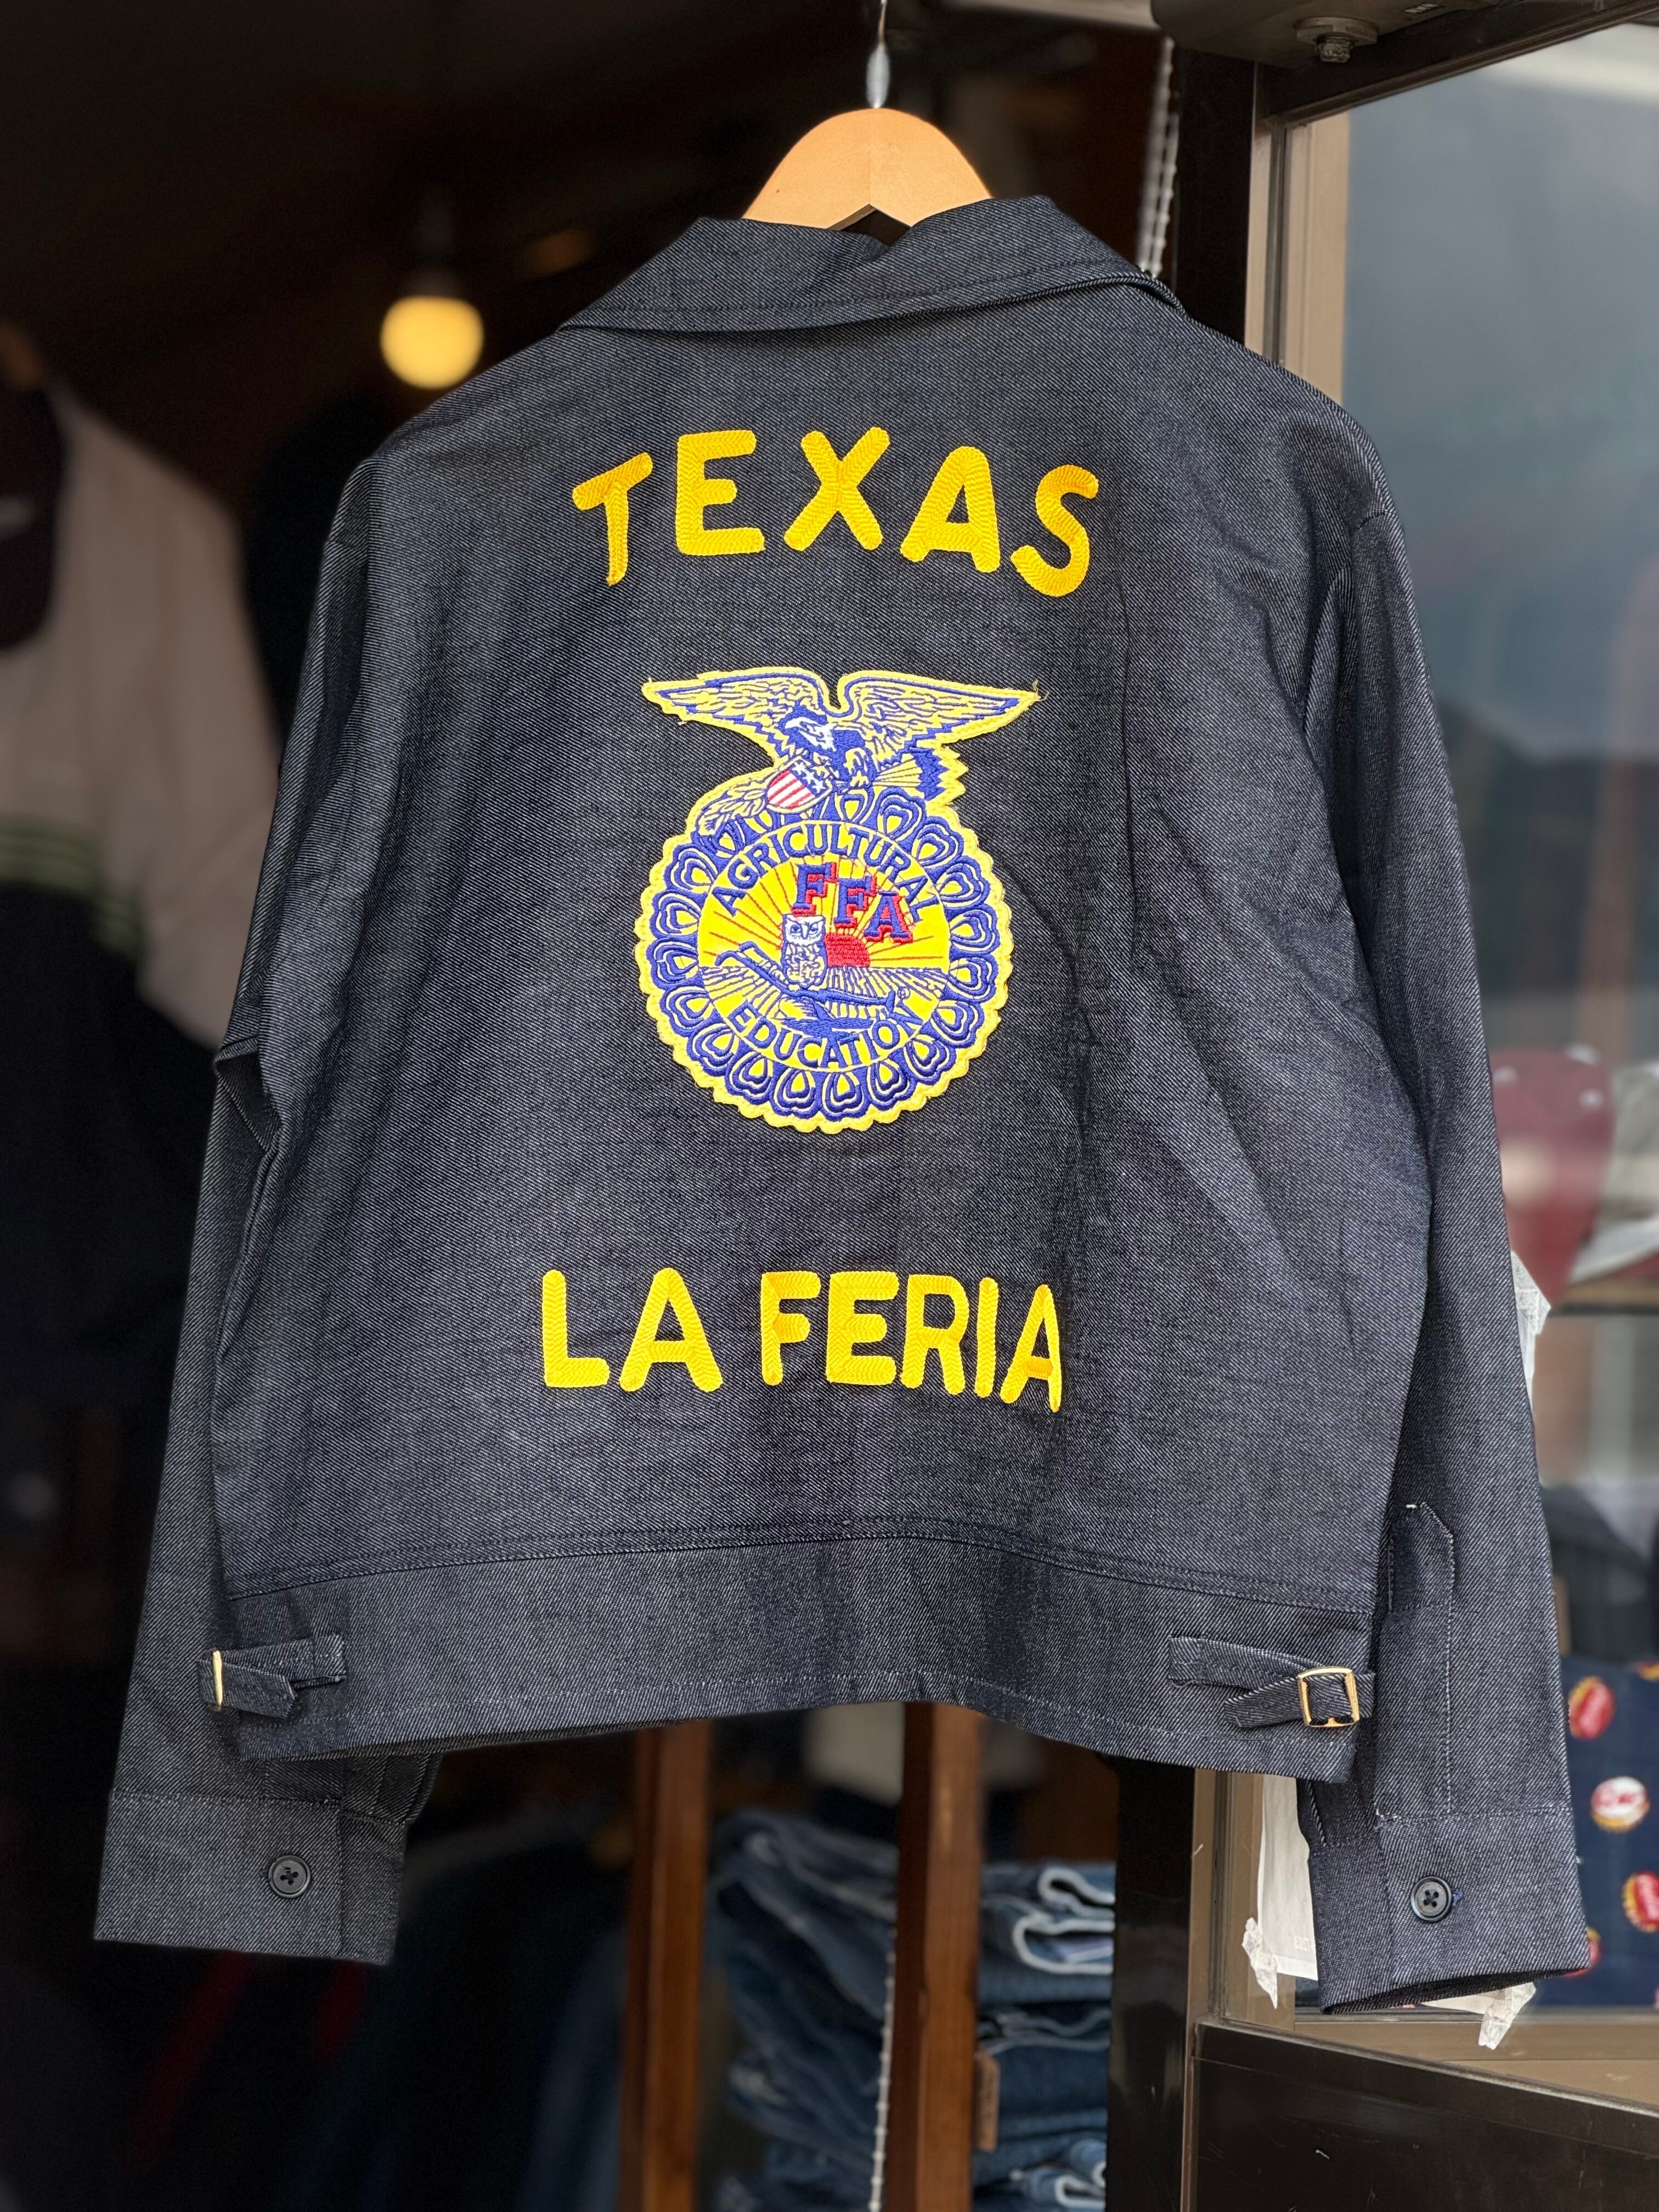 TEXAS
AGRICULTURAL
FFA
EDUCATION
LA FERIA